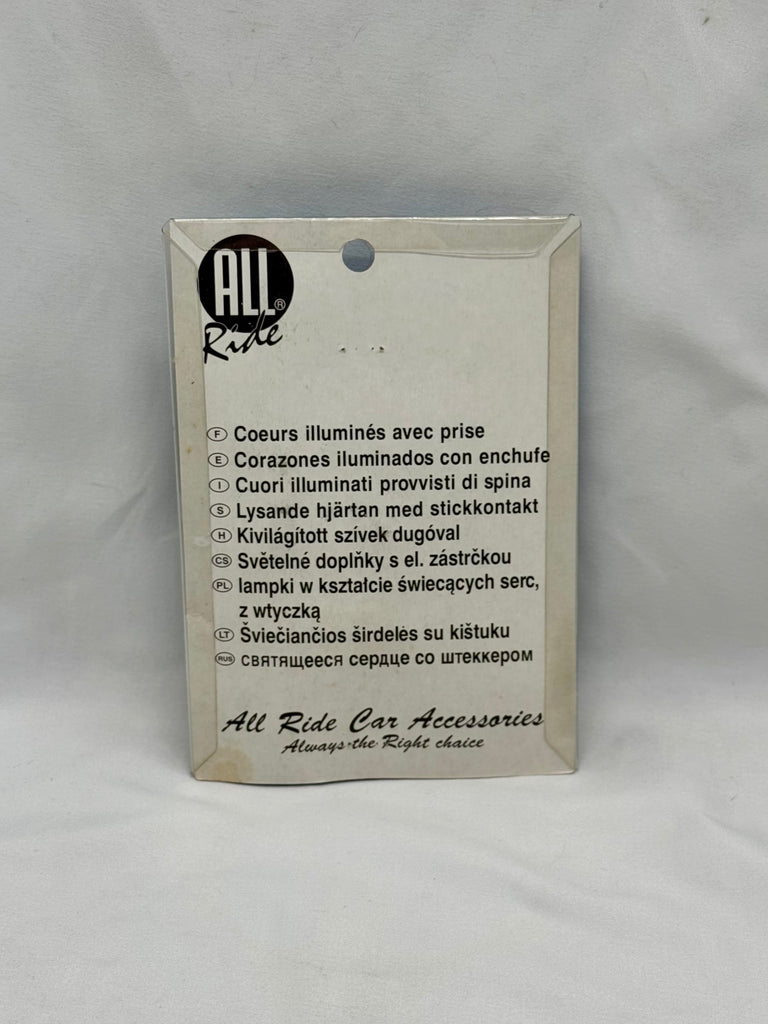 ALL®
Ride
F Coeurs illuminés avec prise
E Corazones iluminados con enchufe
I Cuori illuminati provvisti di spina
S Lysande hjärtan med stickkontakt
H Kivilágított szívek dugóval
CS Světelné doplňky s el. zástrčkou
PL lampki w kształcie świecących serc,
z wtyczką
LT Šviečiančios širdelės su kištuku
RUS святящееся сердце со штеккером
All Ride Car Accessories
Always the Right choice